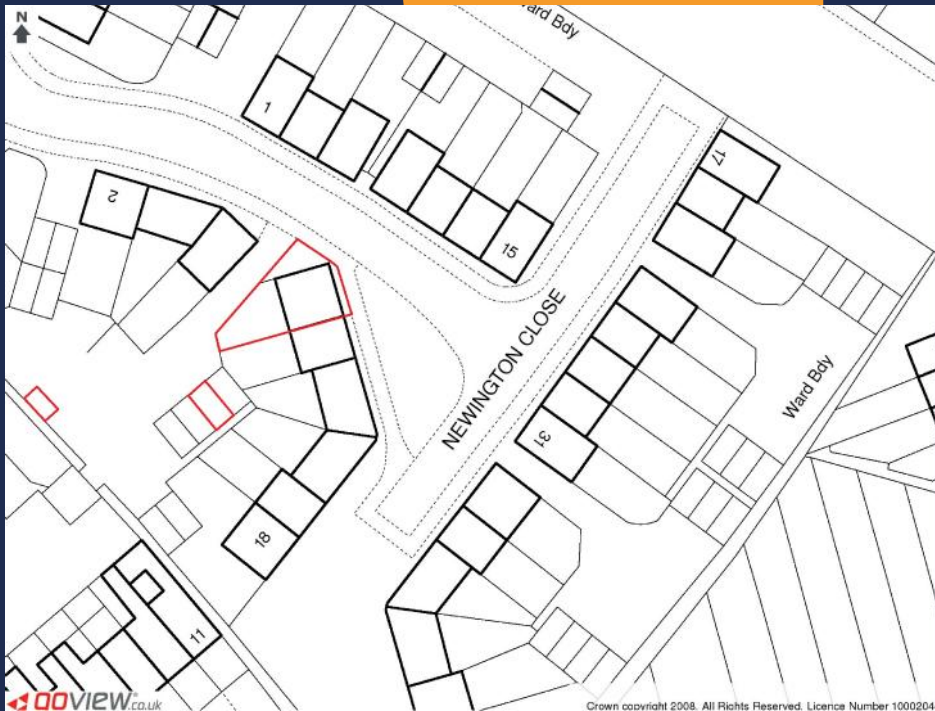 N
Ward Bdy
1
17
2
15
NEWINGTON CLOSE
Ward Bdy
31
18
11
OOVIEW.co.uk
Crown copyright 2008. All Rights Reserved. Licence Number 1000204